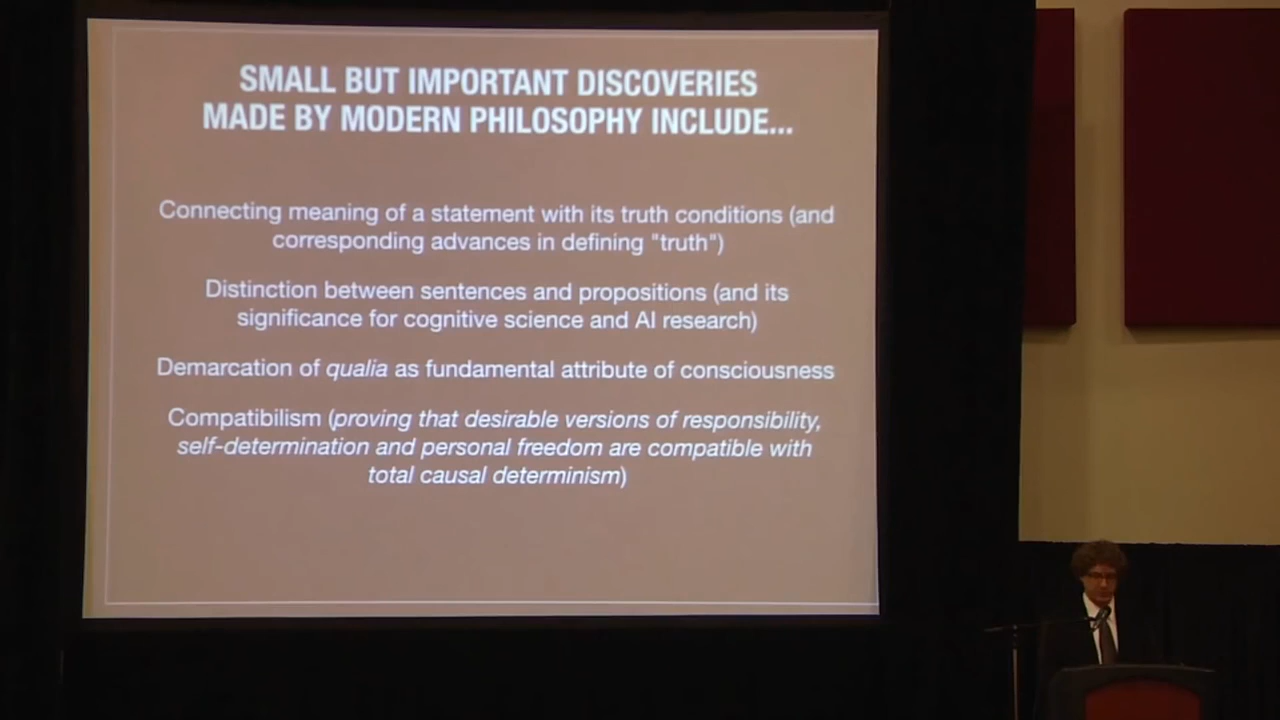 SMALL BUT IMPORTANT DISCOVERIES
MADE BY MODERN PHILOSOPHY INCLUDE...
Connecting meaning of a statement with its truth conditions (and
corresponding advances in defining "truth")
Distinction between sentences and propositions (and its
significance for cognitive science and AI research)
Demarcation of qualia as fundamental attribute of consciousness
Compatibilism (proving that desirable versions of responsibility,
self-determination and personal freedom are compatible with
total causal determinism)